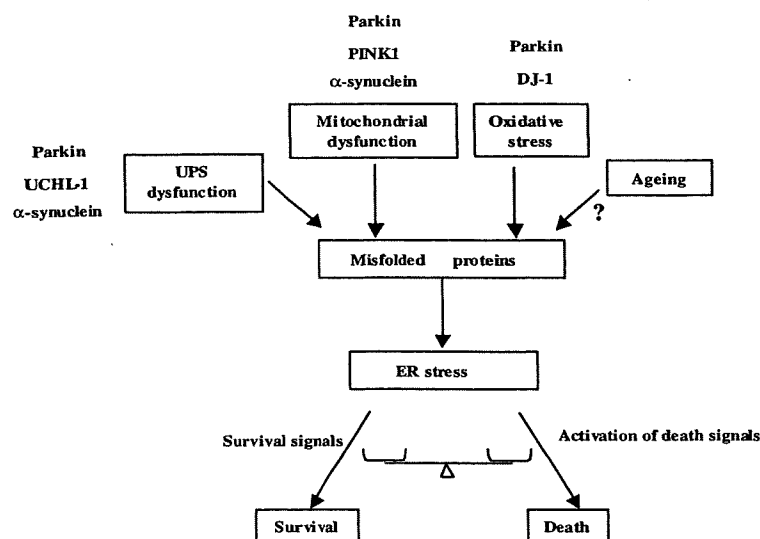 Parkin
PINK1
α-synuclein
Parkin
DJ-1
Mitochondrial
dysfunction
Oxidative
stress
Parkin
UCHL-1
α-synuclein
UPS
dysfunction
Ageing
?
Misfolded proteins
ER stress
Survival signals
Activation of death signals
Survival
Death